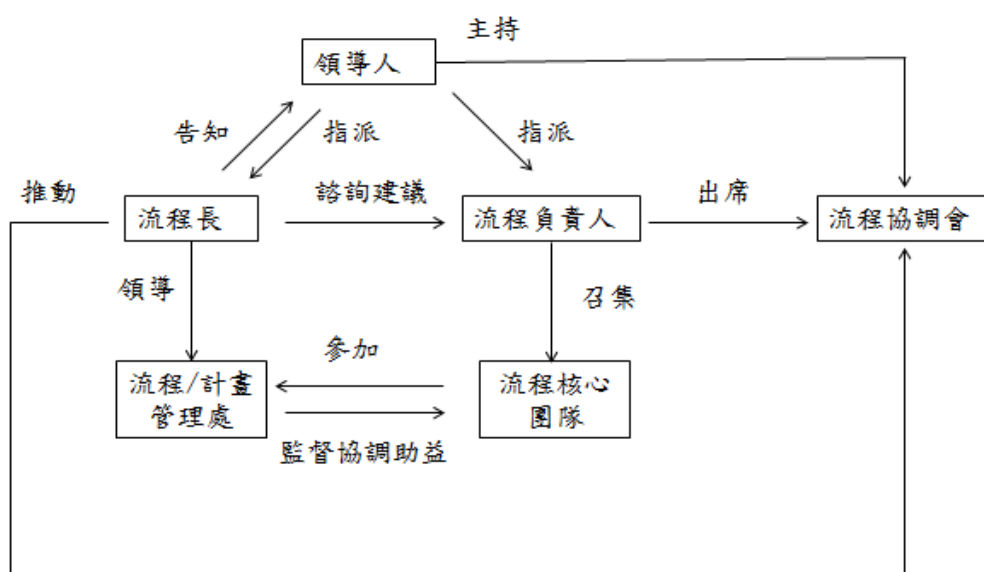 主持
領導人
告知
指派
指派
推動
諮詢建議
出席
流程長
流程負責人
流程協調會
領導
召集
參加
流程/計畫
管理處
流程核心
團隊
監督協調助益